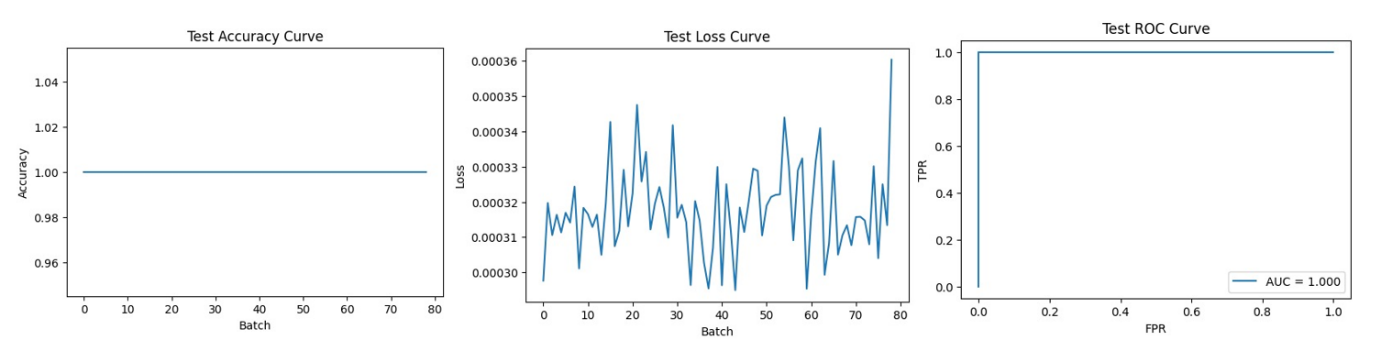 Test Accuracy Curve
1.04
1.02
1.00
0.98
0.96
Accuracy
0 10 20 30 40 50 60 70 80
Batch
Test Loss Curve
0.00036
0.00035
0.00034
0.00033
0.00032
0.00031
0.00030
Loss
0 10 20 30 40 50 60 70 80
Batch
Test ROC Curve
1.0
0.8
0.6
0.4
0.2
0.0
TPR
AUC = 1.000
0.0 0.2 0.4 0.6 0.8 1.0
FPR